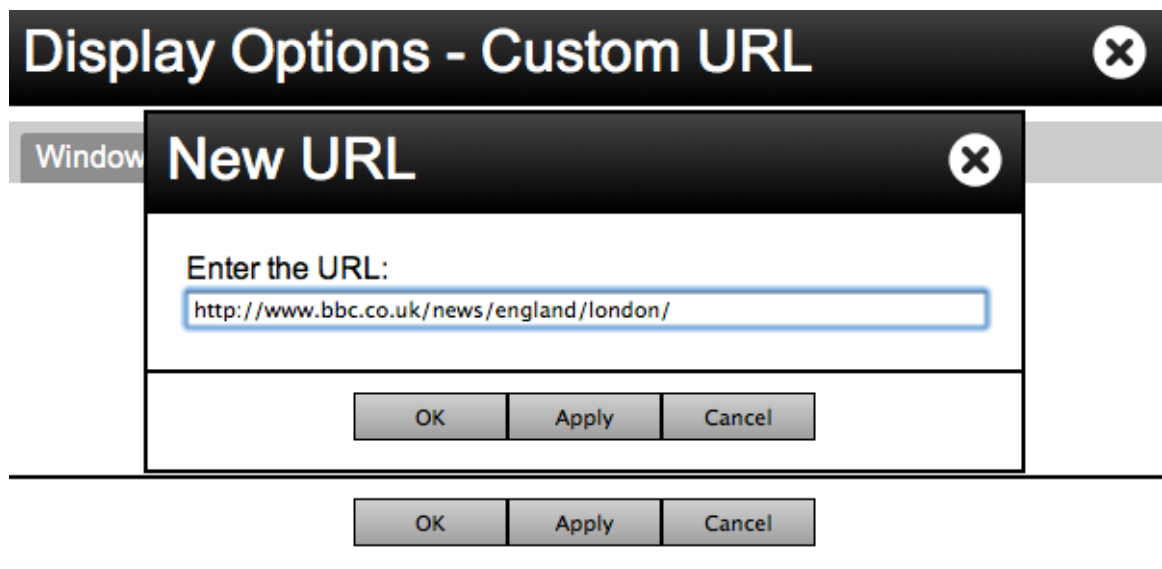 Display Options - Custom URL
Window
New URL
Enter the URL:
http://www.bbc.co.uk/news/england/london/
OK Apply Cancel
OK Apply Cancel